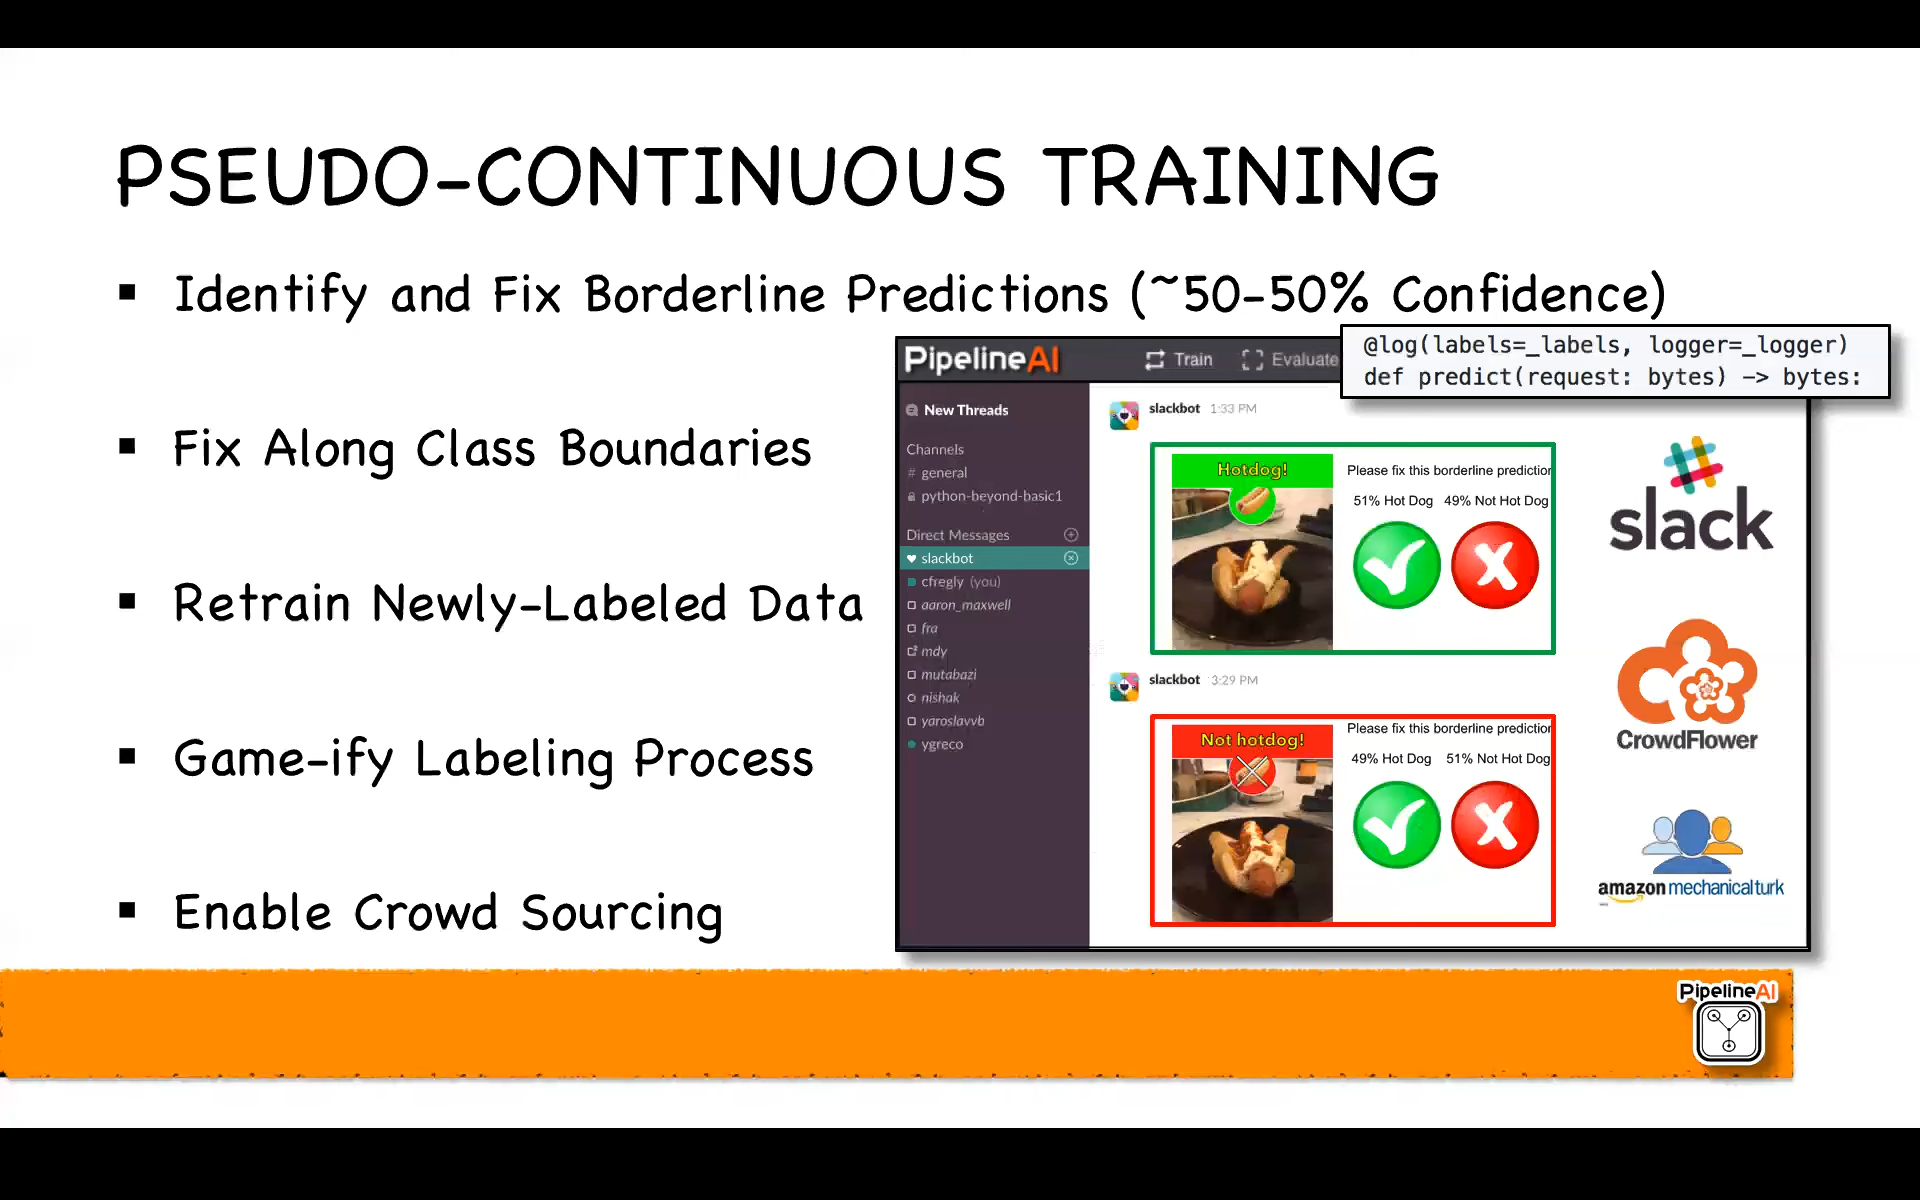 PSEUDO-CONTINUOUS TRAINING
Identify and Fix Borderline Predictions (~50-50% Confidence)
Fix Along Class Boundaries
Retrain Newly-Labeled Data
Game-ify Labeling Process
Enable Crowd Sourcing
@log(labels=_labels, logger=_logger)
def predict(request: bytes) -> bytes:
PipelineAI
Train
Evaluate
New Threads
Channels
# general
python-beyond-basic1
Direct Messages
slackbot
cfregly (you)
aaron_maxwell
fra
mdy
mutabazi
nishak
yaroslavvb
ygreco
slackbot 1:33 PM
Hotdog!
Please fix this borderline prediction
51% Hot Dog 49% Not Hot Dog
slackbot 3:29 PM
Not hotdog!
Please fix this borderline prediction
49% Hot Dog 51% Not Hot Dog
slack
CrowdFlower
amazon mechanical turk
PipelineAI